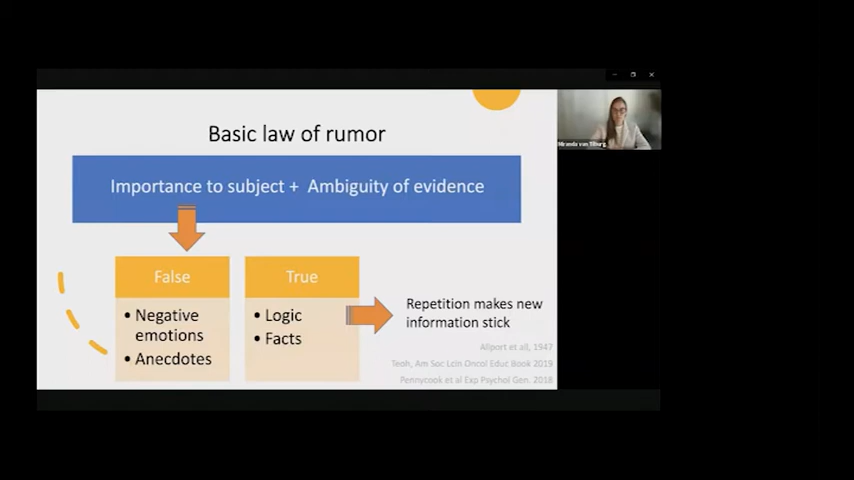 Basic law of rumor
Importance to subject + Ambiguity of evidence
False
True
• Negative emotions
• Anecdotes
• Logic
• Facts
Repetition makes new
information stick
Allport et all, 1947
Teoh, Am Soc Lcin Oncol Educ Book 2019
Pennycook et al Exp Psychol Gen. 2018
Miranda van Tilburg